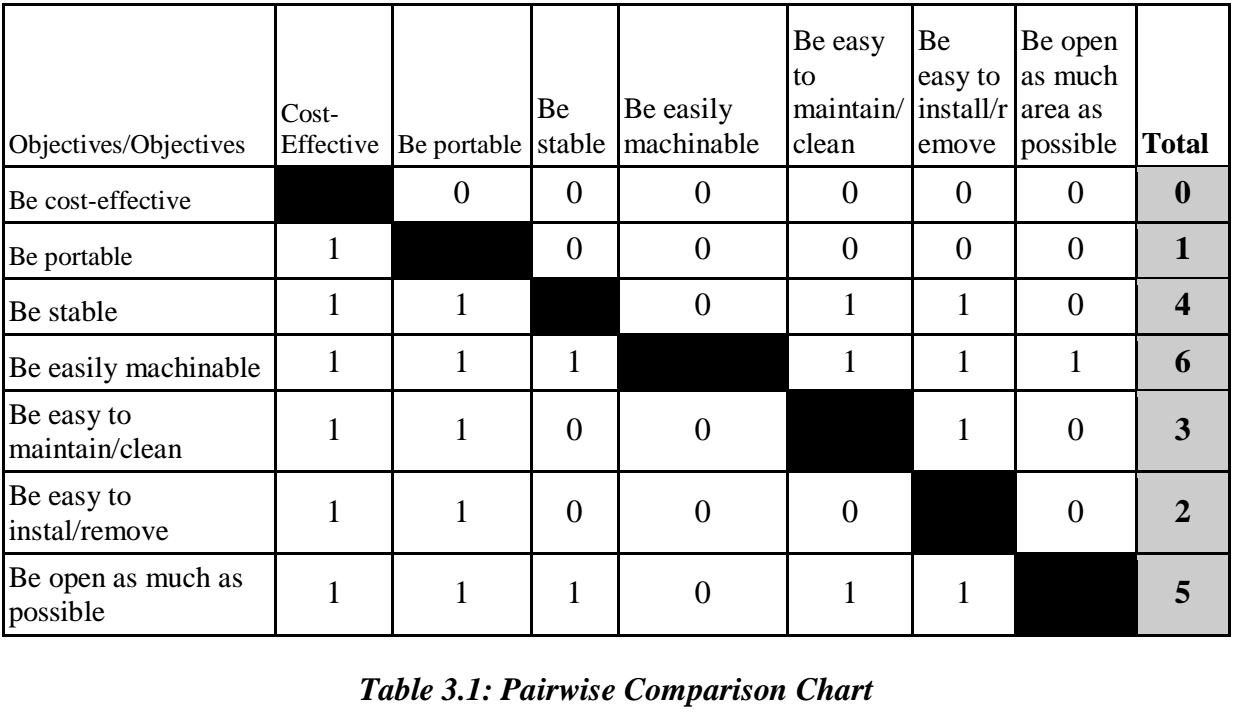 Objectives/Objectives Cost-Effective Be portable Be stable Be easily machinable Be easy to maintain/clean Be easy to install/r emove Be open as much area as possible Total
Be cost-effective 0 0 0 0 0 0 0
Be portable 1 0 0 0 0 0 1
Be stable 1 1 0 1 1 0 4
Be easily machinable 1 1 1 1 1 1 6
Be easy to maintain/clean 1 1 0 0 1 0 3
Be easy to instal/remove 1 1 0 0 0 0 2
Be open as much as possible 1 1 1 0 1 1 5
Table 3.1: Pairwise Comparison Chart